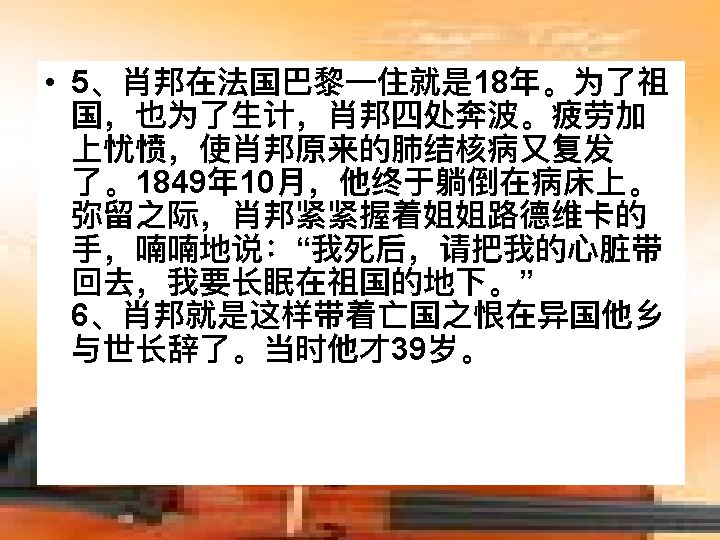 • 5、肖邦在法国巴黎一住就是18年。为了祖
国，也为了生计，肖邦四处奔波。疲劳加
上忧愤，使肖邦原来的肺结核病又复发
了。1849年10月，他终于躺倒在病床上。
弥留之际，肖邦紧紧握着姐姐路德维卡的
手，喃喃地说：“我死后，请把我的心脏带
回去，我要长眠在祖国的地下。”
6、肖邦就是这样带着亡国之恨在异国他乡
与世长辞了。当时他才39岁。